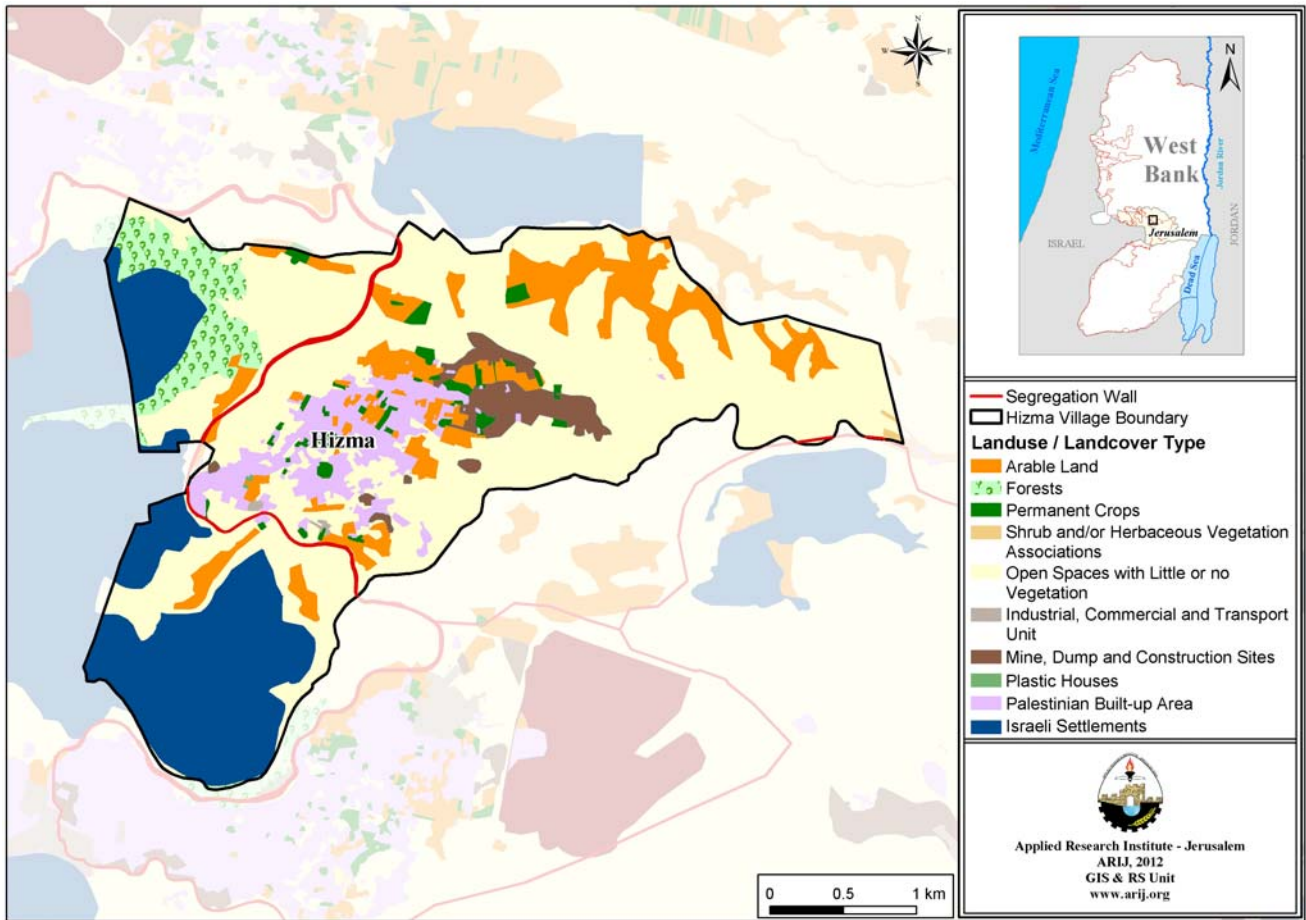 N
W
E
S
Hizma
0 0.5 1 km
N
Mediterranean Sea
West
Bank
Jordan River
Jerusalem
ISRAEL
JORDAN
Dead Sea
Segregation Wall
Hizma Village Boundary
Landuse / Landcover Type
Arable Land
Forests
Permanent Crops
Shrub and/or Herbaceous Vegetation
Associations
Open Spaces with Little or no
Vegetation
Industrial, Commercial and Transport
Unit
Mine, Dump and Construction Sites
Plastic Houses
Palestinian Built-up Area
Israeli Settlements
Applied Research Institute - Jerusalem
ARIJ, 2012
GIS & RS Unit
www.arij.org